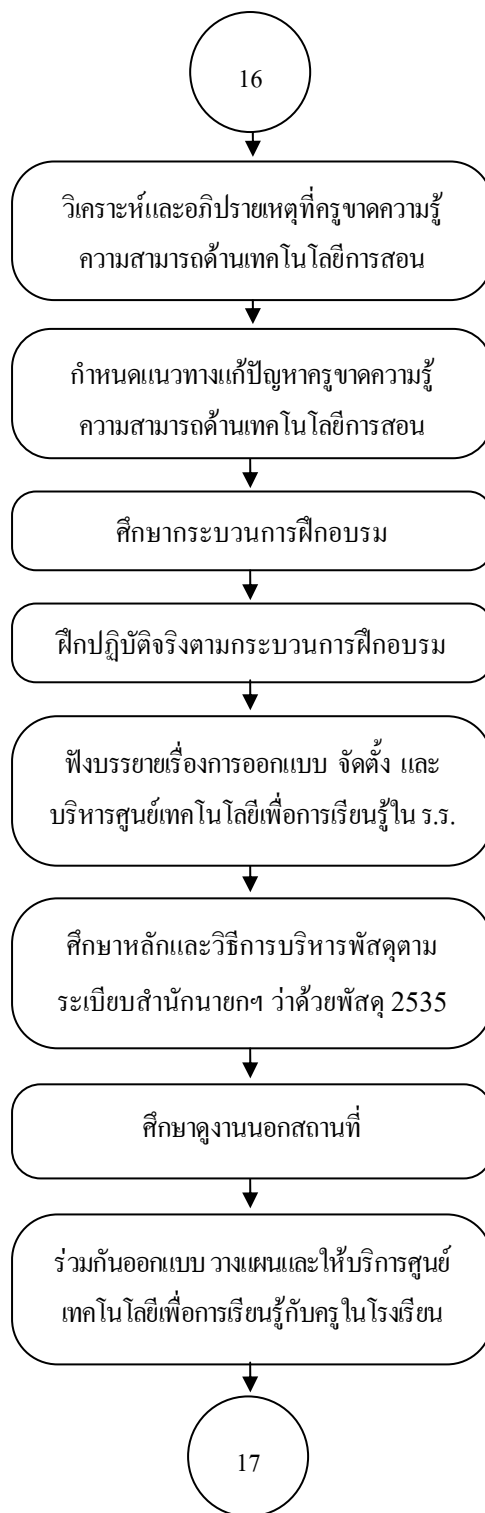 16
วิเคราะห์และอภิปรายเหตุที่ครูขาดความรู้
ความสามารถด้านเทคโนโลยีการสอน
กำหนดแนวทางแก้ปัญหาครูขาดความรู้
ความสามารถด้านเทคโนโลยีการสอน
ศึกษากระบวนการฝึกอบรม
ฝึกปฏิบัติจริงตามกระบวนการฝึกอบรม
ฟังบรรยายเรื่องการออกแบบ จัดตั้ง และ
บริหารศูนย์เทคโนโลยีเพื่อการเรียนรู้ใน ร.ร.
ศึกษาหลักและวิธีการบริหารพัสดุตาม
ระเบียบสำนักนายกฯ ว่าด้วยพัสดุ 2535
ศึกษาดูงานนอกสถานที่
ร่วมกันออกแบบ วางแผนและให้บริการศูนย์
เทคโนโลยีเพื่อการเรียนรู้กับครูในโรงเรียน
17